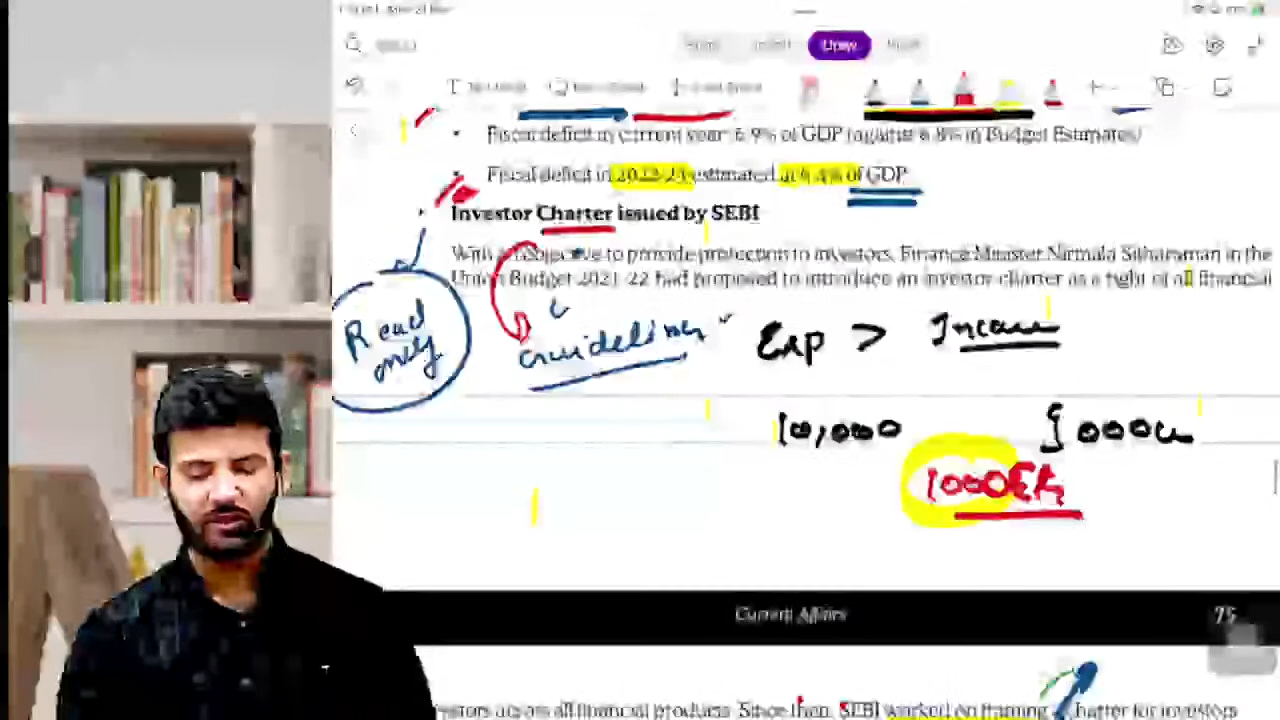 Draw
Fiscal deficit in current year: 6.9% of GDP (against 6.8% in Budget Estimates)
Fiscal deficit in 2022-23 estimated at 6.4% of GDP
Investor Charter issued by SEBI
With an objective to provide protection to investors, Finance Minister Nirmala Sitharaman in the
Union Budget 2021-22 had proposed to introduce an investor charter as a right of all financial
Read only
Guidelines
Exp > Income
10,000
1000
Current Affairs
75
investors across all financial products. Since then, SEBI worked on framing a Charter for investors